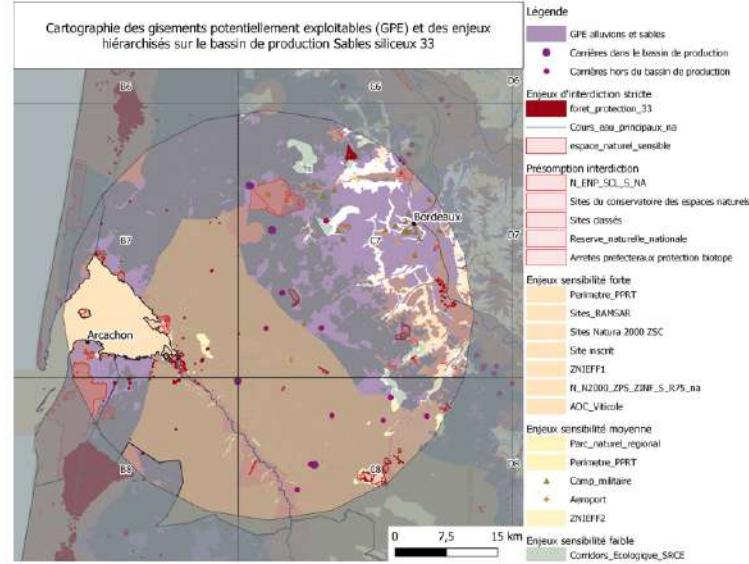 Cartographie des gisements potentiellement exploitables (GPE) et des enjeux
hiérarchisés sur le bassin de production Sables siliceux 33
Légende
GPE alluvions et sables
Carrières dans le bassin de production
Carrières hors du bassin de production
Enjeux d'interdiction stricte
foret_protection_33
Cours_eau_principaux_na
espace_naturel_sensible
Présomption interdiction
N_ENP_SCL_S_NA
Sites du conservatoire des espaces naturels
Sites classés
Reserve_naturelle_nationale
Arretes prefecteraux protection biotope
Enjeux sensibilité forte
Perimetre_PPRT
Sites_RAMSAR
Sites Natura 2000 ZSC
Site inscrit
ZNIEFF1
N_N2000_ZPS_ZINF_S_R75_na
AOC_Viticole
Enjeux sensibilité moyenne
Parc_naturel_regional
Perimetre_PPRT
Camp_militaire
Aeroport
ZNIEFF2
Enjeux sensibilité faible
Corridors_Ecologique_SRCE
B6
C6
D6
Bordeaux
B7
C7
D7
Arcachon
B8
C8
D8
0 7,5 15 km